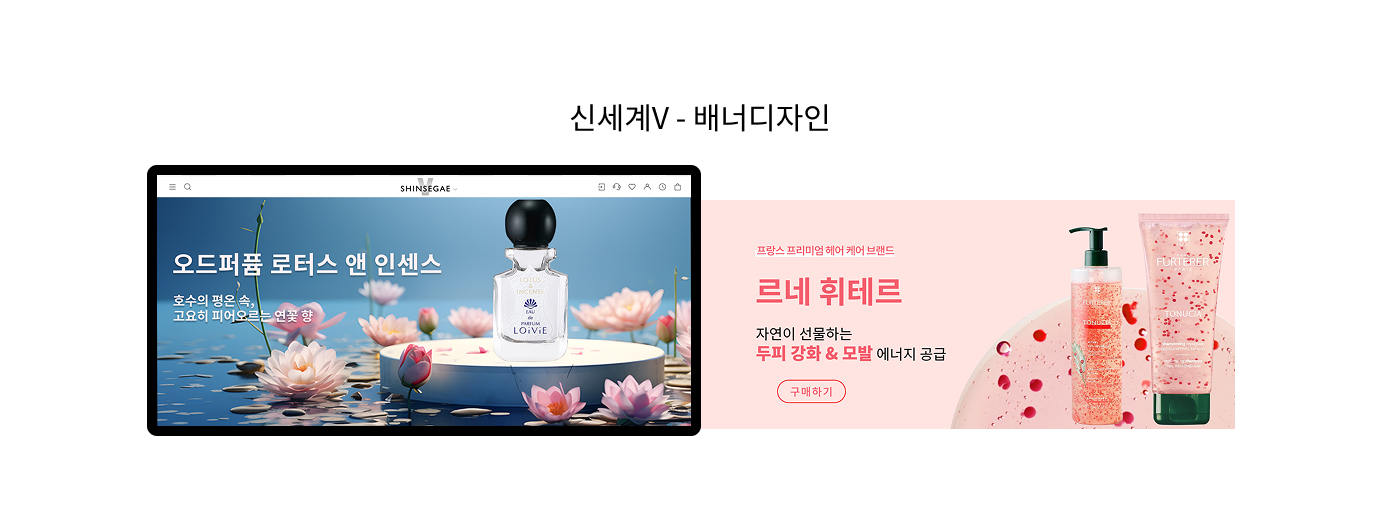 신세계V - 배너디자인
V
SHINSEGAE
오드퍼퓸 로터스 앤 인센스
호수의 평온 속,
고요히 피어오르는 연꽃 향
LOTUS
&
INCENSE
EAU
de
PARFUM
LOiViE
프랑스 프리미엄 헤어 케어 브랜드
르네 휘테르
자연이 선물하는
두피 강화 & 모발 에너지 공급
구매하기
FURTERER
TONUCIA
FURTERER
PARIS
TONUCIA